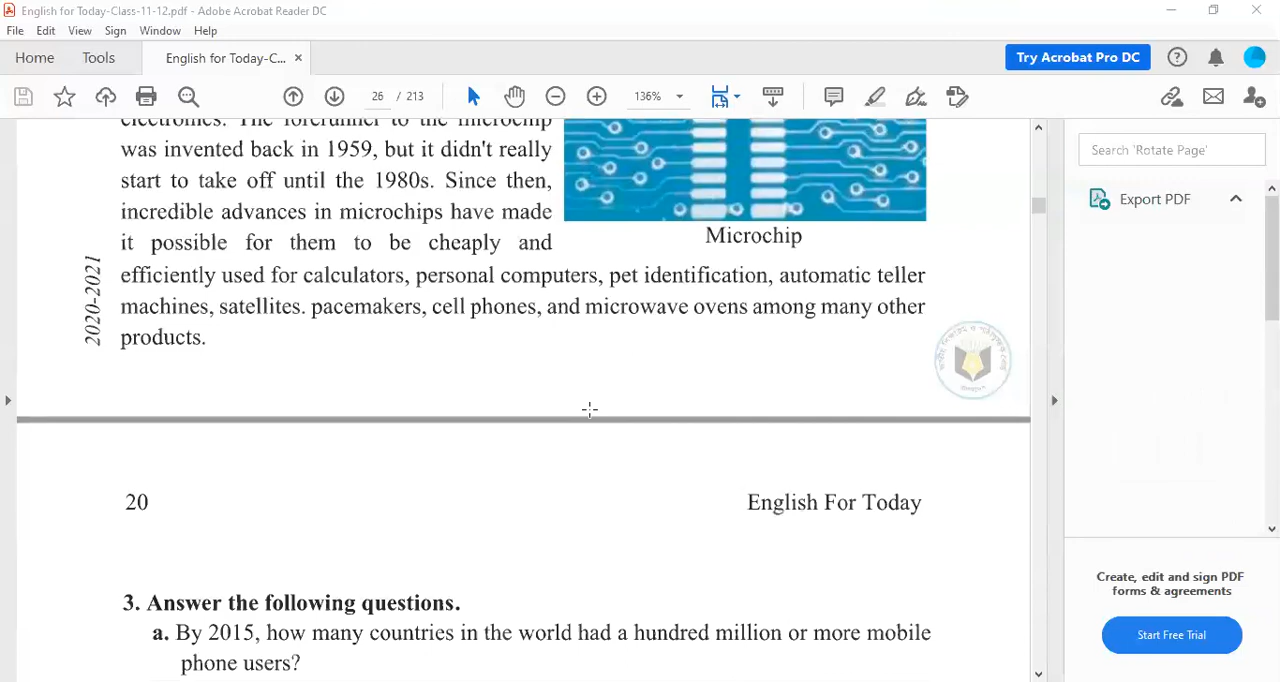 English for Today-Class-11-12.pdf - Adobe Acrobat Reader DC
File Edit View Sign Window Help
Home Tools English for Today-C... ×
Try Acrobat Pro DC
26 / 213 136%
Search 'Rotate Page'
Export PDF
electronics. The forerunner to the microchip
was invented back in 1959, but it didn't really
start to take off until the 1980s. Since then,
incredible advances in microchips have made
it possible for them to be cheaply and
Microchip
efficiently used for calculators, personal computers, pet identification, automatic teller
machines, satellites. pacemakers, cell phones, and microwave ovens among many other
products.
2020-2021
20 English For Today
3. Answer the following questions.
a. By 2015, how many countries in the world had a hundred million or more mobile
phone users?
Create, edit and sign PDF
forms & agreements
Start Free Trial